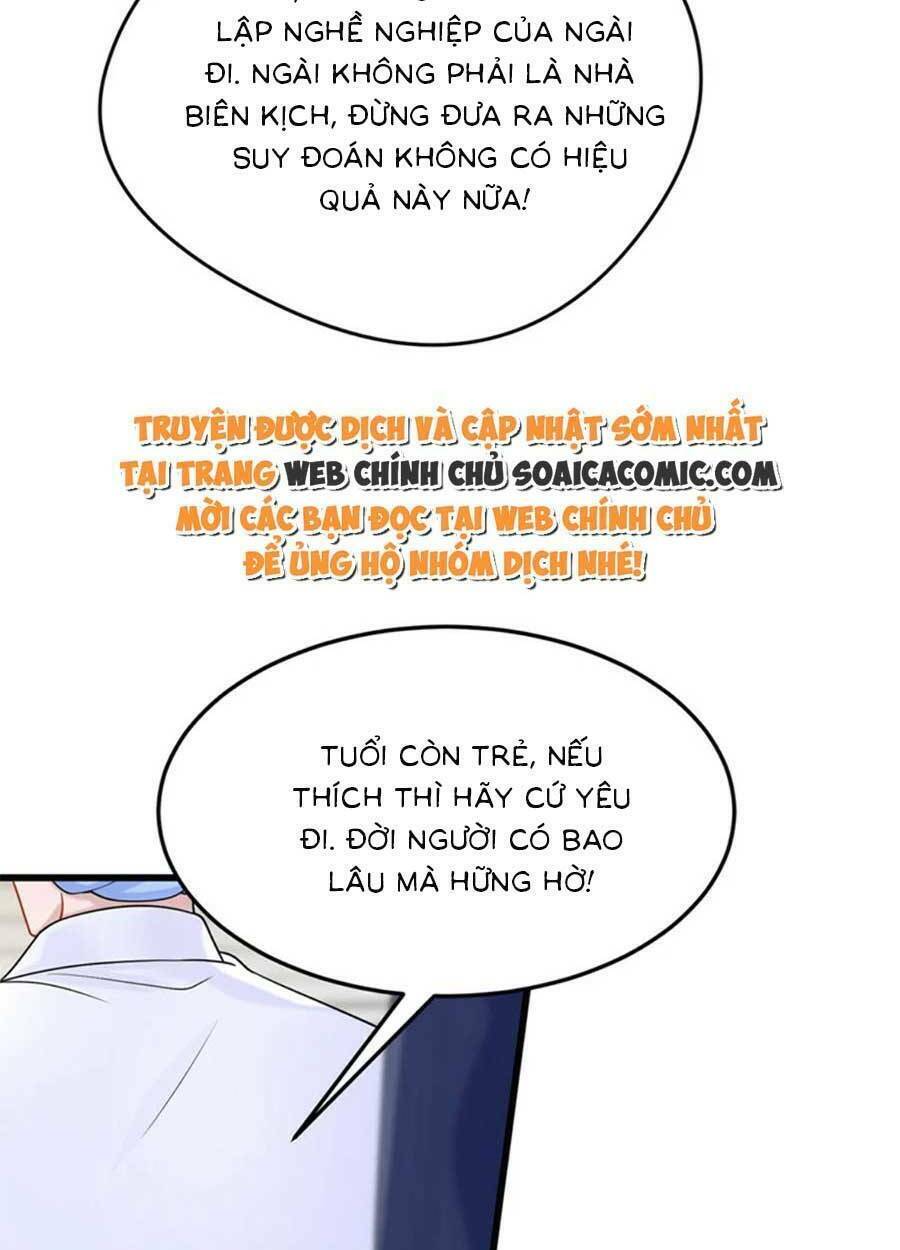 LẬP NGHỀ NGHIỆP CỦA NGÀI
ĐI. NGÀI KHÔNG PHẢI LÀ NHÀ
BIÊN KỊCH, ĐỪNG ĐƯA RA NHỮNG
SUY ĐOÁN KHÔNG CÓ HIỆU
QUẢ NÀY NỮA!
TRUYỆN ĐƯỢC DỊCH VÀ CẬP NHẬT SỚM NHẤT
TẠI TRANG WEB CHÍNH CHỦ SOAICACOMIC.COM
MỜI CÁC BẠN ĐỌC TẠI WEB CHÍNH CHỦ
ĐỂ ỦNG HỘ NHÓM DỊCH NHÉ!
TUỔI CÒN TRẺ, NẾU
THÍCH THÌ HÃY CỨ YÊU
ĐI. ĐỜI NGƯỜI CÓ BAO
LÂU MÀ HỮNG HỜ!